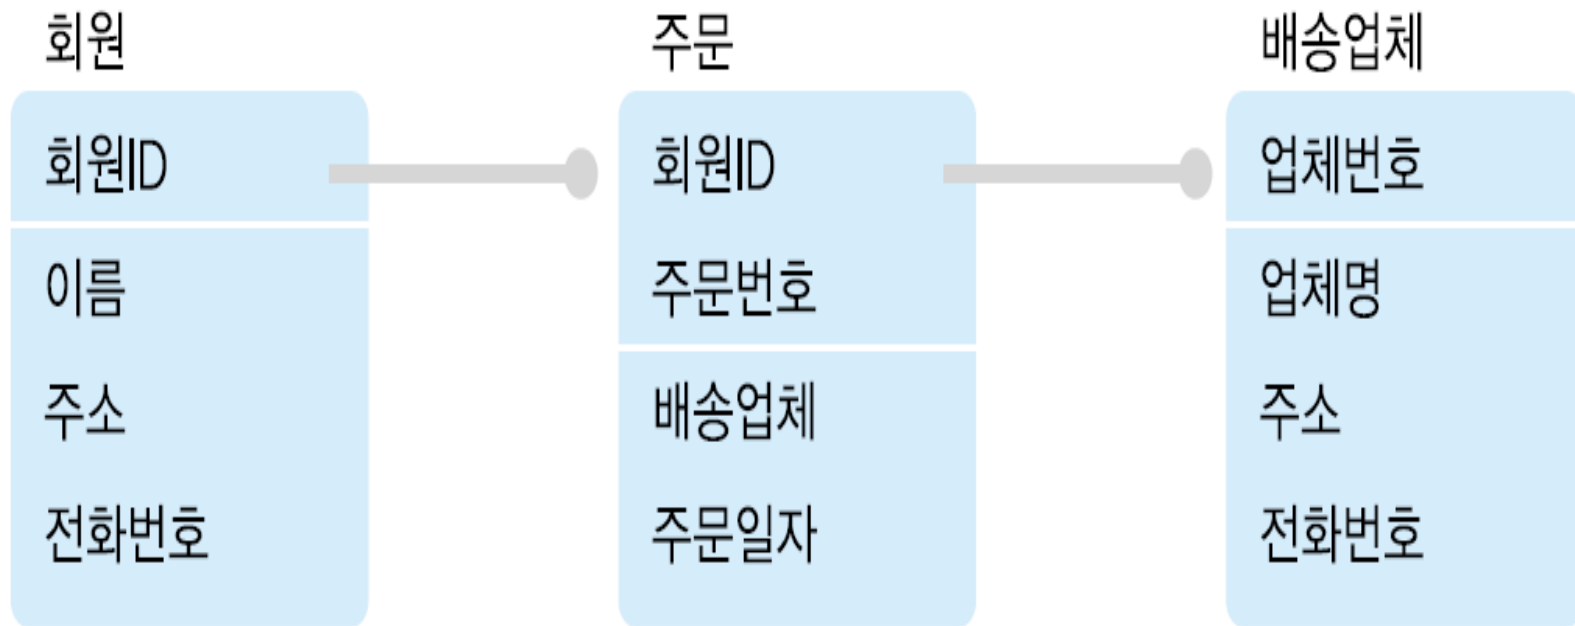 회원
회원ID
이름
주소
전화번호
주문
회원ID
주문번호
배송업체
주문일자
배송업체
업체번호
업체명
주소
전화번호